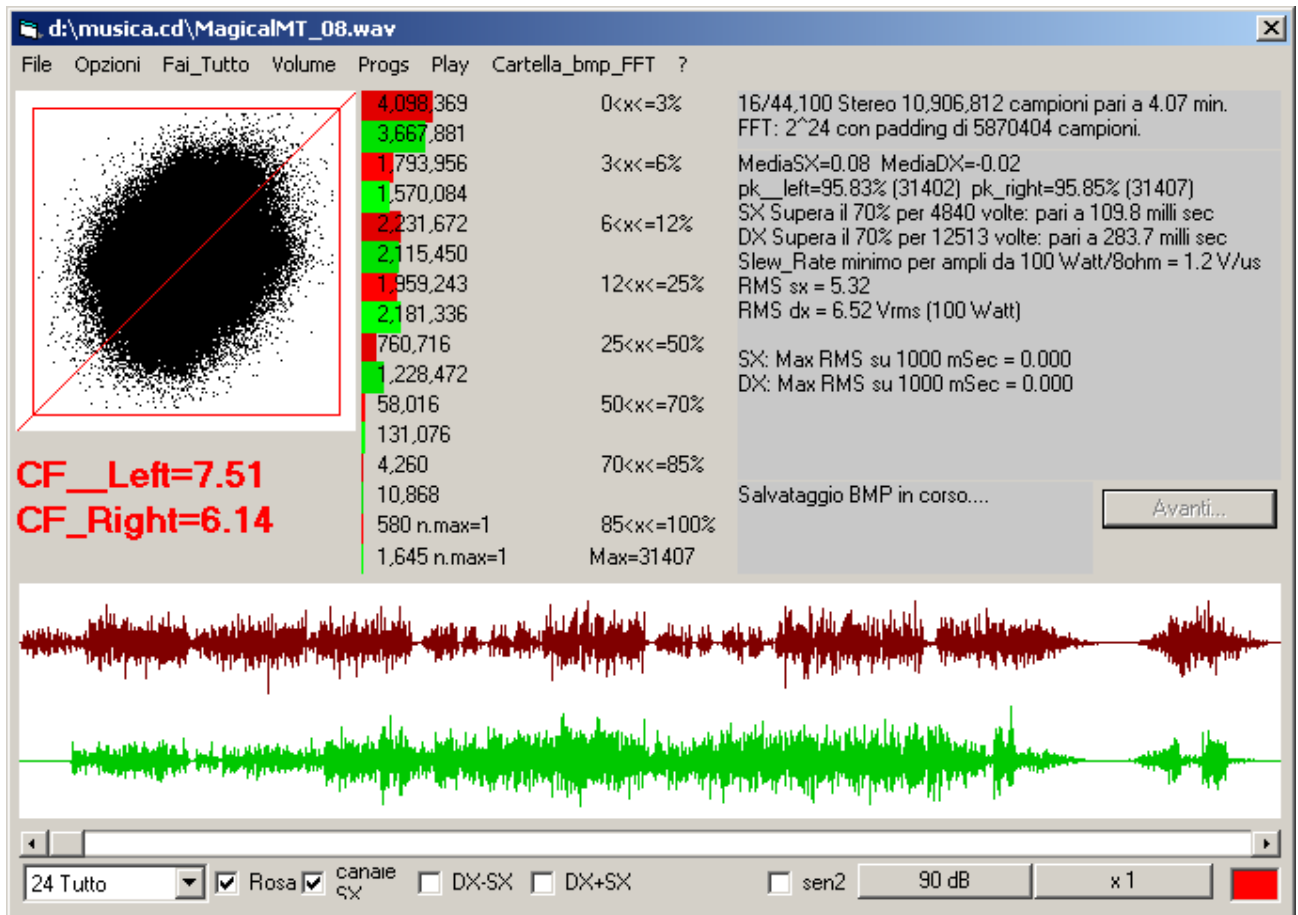 d:\musica.cd\MagicalMT_08.wav
File Opzioni Fai_Tutto Volume Progs Play Cartella_bmp_FFT ?
4,098,369 0<x<=3%
3,667,881
1,793,956 3<x<=6%
1,570,084
2,231,672 6<x<=12%
2,115,450
1,959,243 12<x<=25%
2,181,336
760,716 25<x<=50%
1,228,472
58,016 50<x<=70%
131,076
4,260 70<x<=85%
10,868
580 n.max=1 85<x<=100%
1,645 n.max=1 Max=31407
16/44,100 Stereo 10,906,812 campioni pari a 4.07 min.
FFT: 2^24 con padding di 5870404 campioni.
MediaSX=0.08 MediaDX=-0.02
pk__left=95.83% (31402) pk_right=95.85% (31407)
SX Supera il 70% per 4840 volte: pari a 109.8 milli sec
DX Supera il 70% per 12513 volte: pari a 283.7 milli sec
Slew_Rate minimo per ampli da 100 Watt/8ohm = 1.2 V/us
RMS sx = 5.32
RMS dx = 6.52 Vrms (100 Watt)
SX: Max RMS su 1000 mSec = 0.000
DX: Max RMS su 1000 mSec = 0.000
CF__Left=7.51
CF_Right=6.14
Salvataggio BMP in corso....
Avanti...
24 Tutto
Rosa
canale
SX
DX-SX
DX+SX
sen2
90 dB
x 1